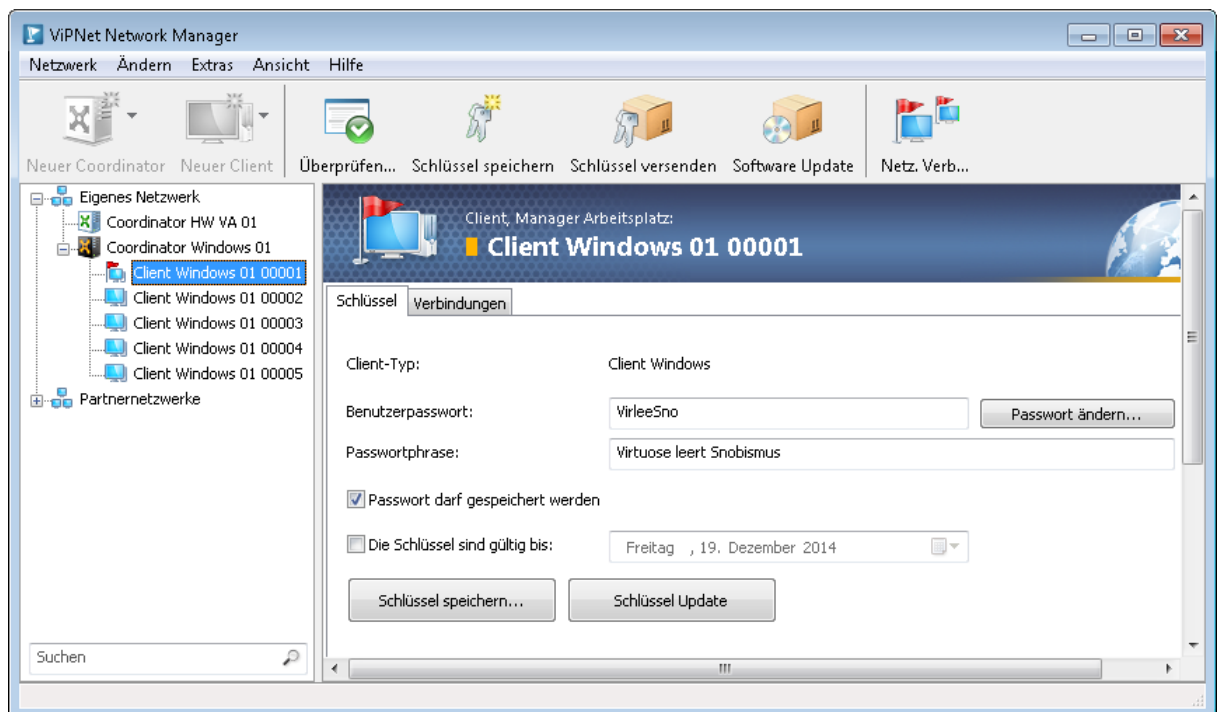 ViPNet Network Manager
Netzwerk Ändern Extras Ansicht Hilfe
Neuer Coordinator Neuer Client Überprüfen... Schlüssel speichern Schlüssel versenden Software Update Netz. Verb...
Eigenes Netzwerk
Coordinator HW VA 01
Coordinator Windows 01
Client Windows 01 00001
Client Windows 01 00002
Client Windows 01 00003
Client Windows 01 00004
Client Windows 01 00005
Partnernetzwerke
Suchen
Client, Manager Arbeitsplatz:
Client Windows 01 00001
Schlüssel Verbindungen
Client-Typ: Client Windows
Benutzerpasswort: VirleeSno Passwort ändern...
Passwortphrase: Virtuose leert Snobismus
Passwort darf gespeichert werden
Die Schlüssel sind gültig bis: Freitag , 19. Dezember 2014
Schlüssel speichern... Schlüssel Update